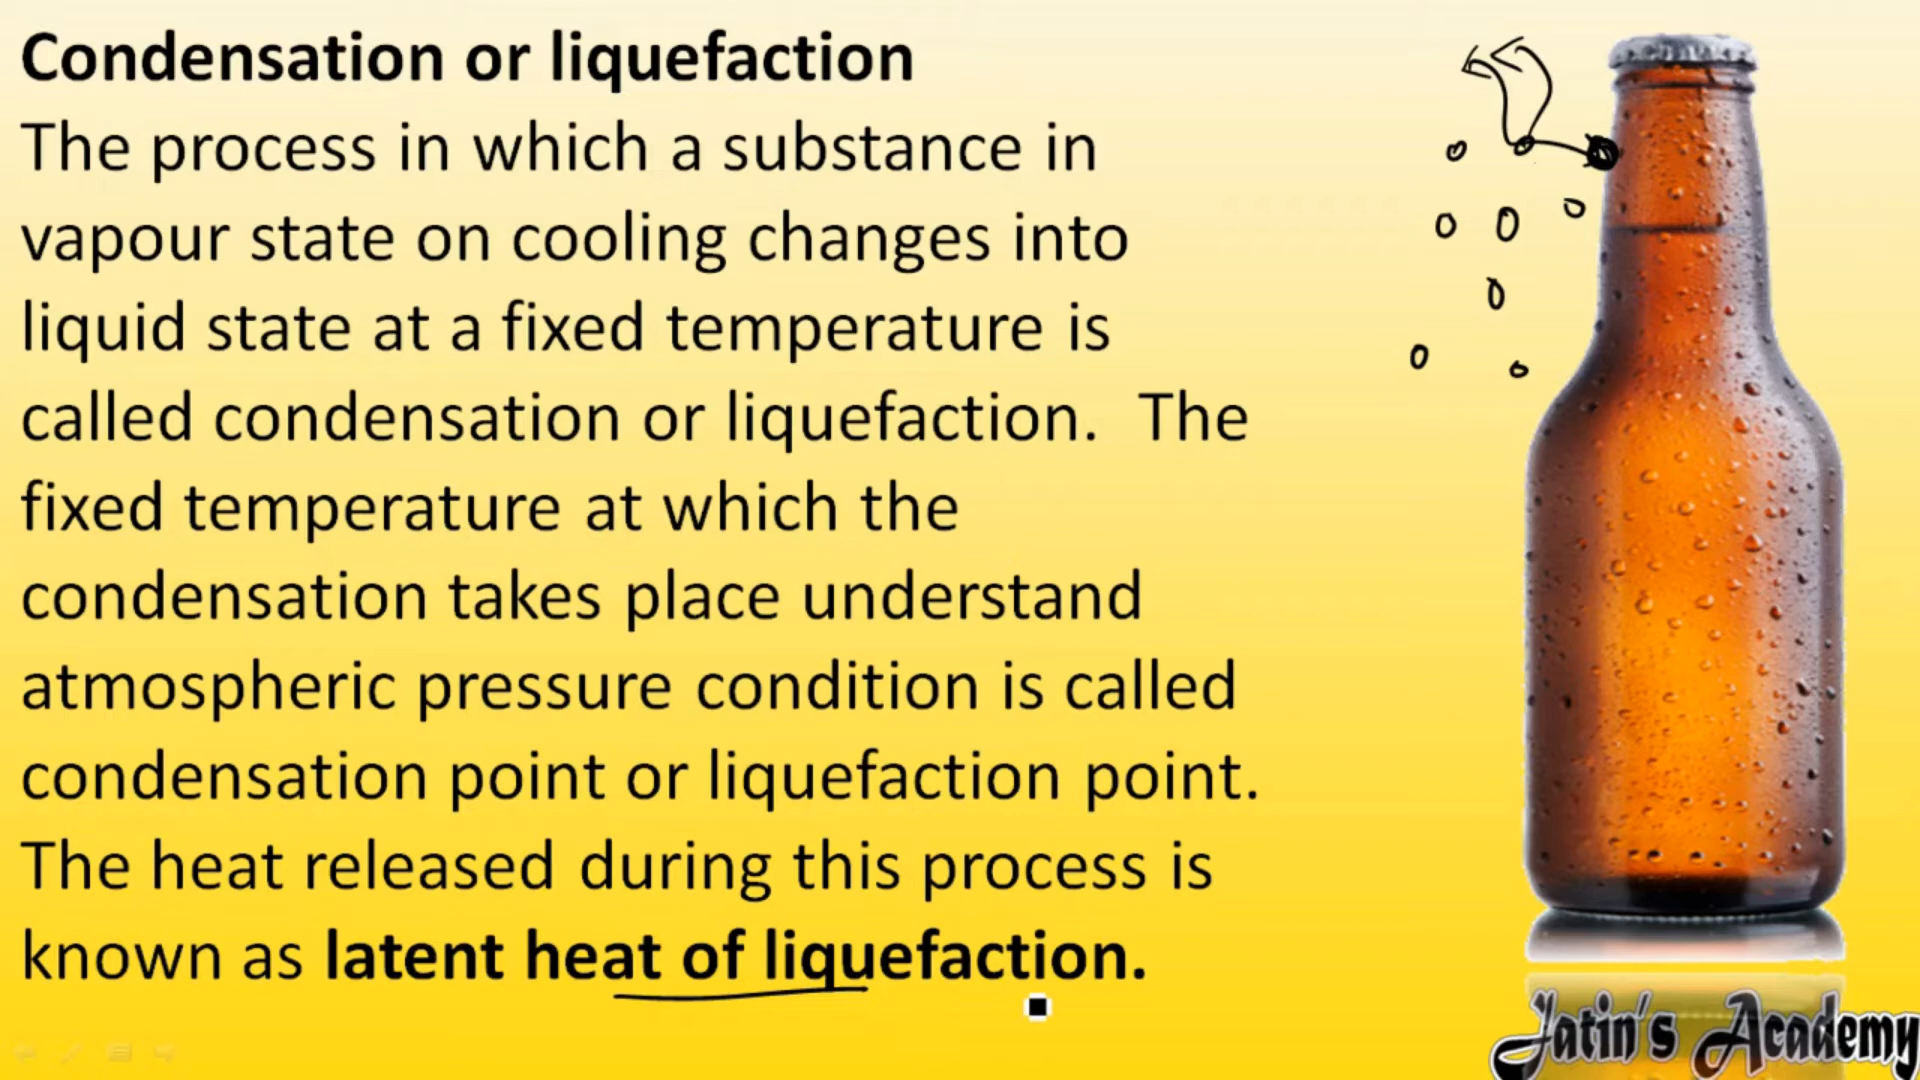 Condensation or liquefaction
The process in which a substance in
vapour state on cooling changes into
liquid state at a fixed temperature is
called condensation or liquefaction. The
fixed temperature at which the
condensation takes place understand
atmospheric pressure condition is called
condensation point or liquefaction point.
The heat released during this process is
known as latent heat of liquefaction.
Jatin's Academy